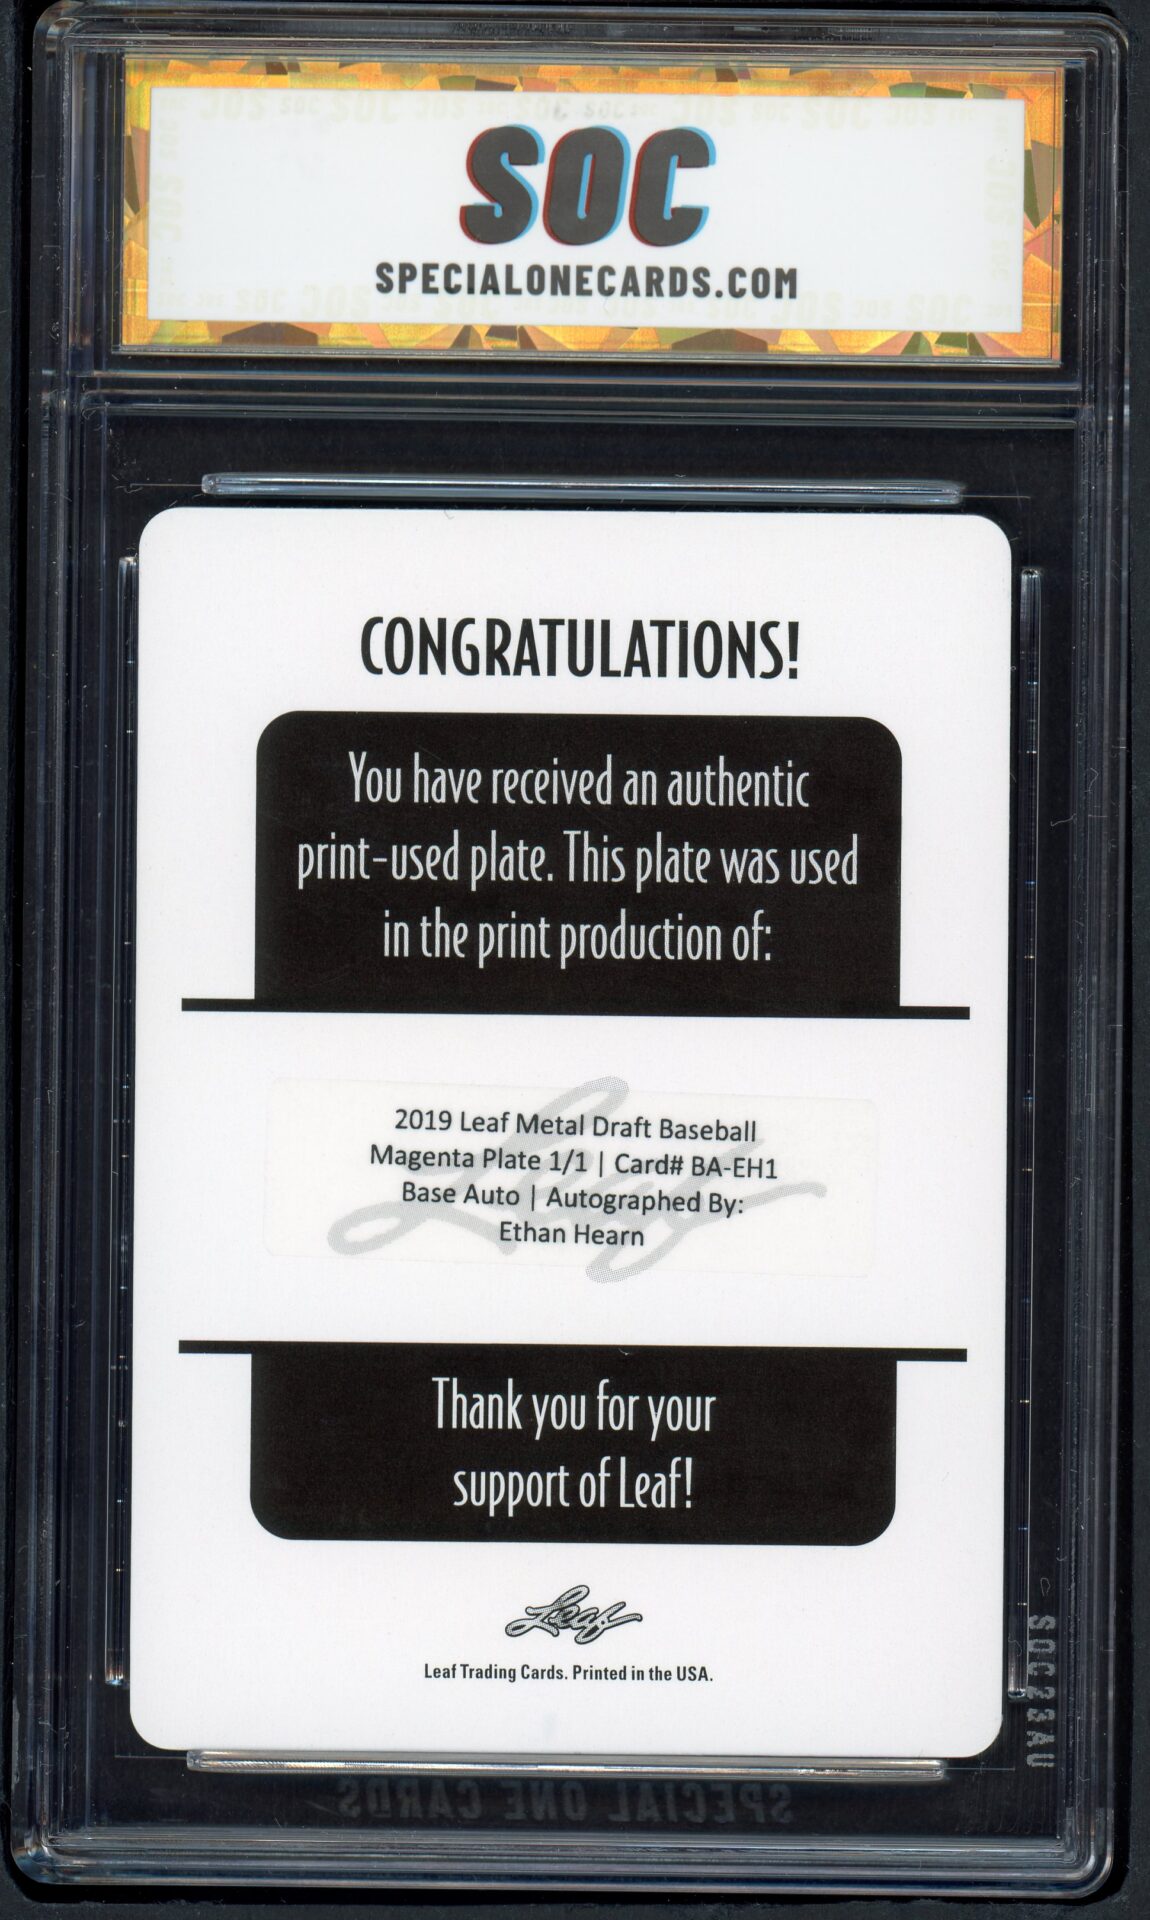 SOC
SPECIALONECARDS.COM
CONGRATULATIONS!
You have received an authentic
print-used plate. This plate was used
in the print production of:
2019 Leaf Metal Draft Baseball
Magenta Plate 1/1 | Card# BA-EH1
Base Auto | Autographed By:
Ethan Hearn
Leaf
Thank you for your
support of Leaf!
Leaf
Leaf Trading Cards. Printed in the USA.
SOC23AU
SPECIAL ONE CARDS